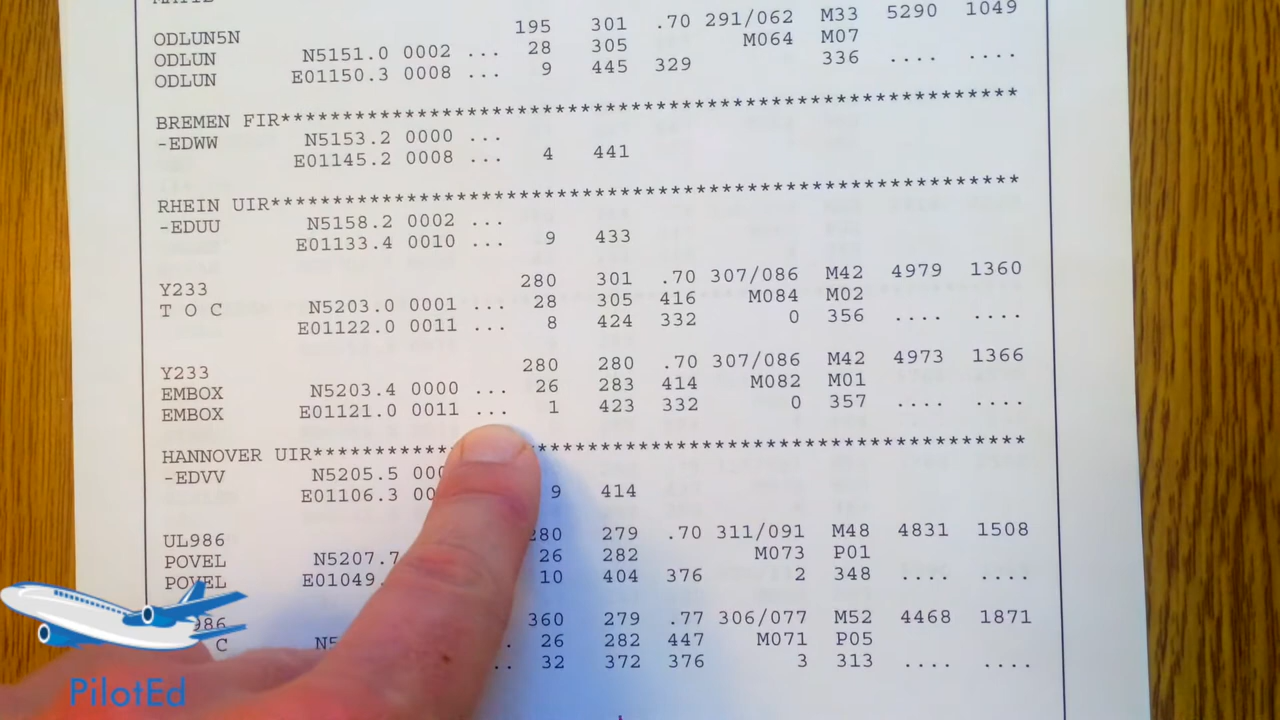 195 301 .70 291/062 M33 5290 1049
ODLUN5N
ODLUN N5151.0 0002 ... 28 305 M064 M07
ODLUN E01150.3 0008 ... 9 445 329 336 .... ....
BREMEN FIR**********************************************************
-EDWW N5153.2 0000 ...
E01145.2 0008 ... 4 441
RHEIN UIR***********************************************************
-EDUU N5158.2 0002 ...
E01133.4 0010 ... 9 433
280 301 .70 307/086 M42 4979 1360
Y233
T O C N5203.0 0001 ... 28 305 416 M084 M02
E01122.0 0011 ... 8 424 332 0 356 .... ....
280 280 .70 307/086 M42 4973 1366
Y233
EMBOX N5203.4 0000 ... 26 283 414 M082 M01
EMBOX E01121.0 0011 ... 1 423 332 0 357 .... ....
HANNOVER UIR********************************************************
-EDVV N5205.5
E01106.3 9 414
280 279 .70 311/091 M48 4831 1508
UL986
POVEL N5207.7 26 282 M073 P01
POVEL E01049. 10 404 376 2 348 .... ....
360 279 .77 306/077 M52 4468 1871
986
C 26 282 447 M071 P05
32 372 376 3 313 .... ....
PilotEd